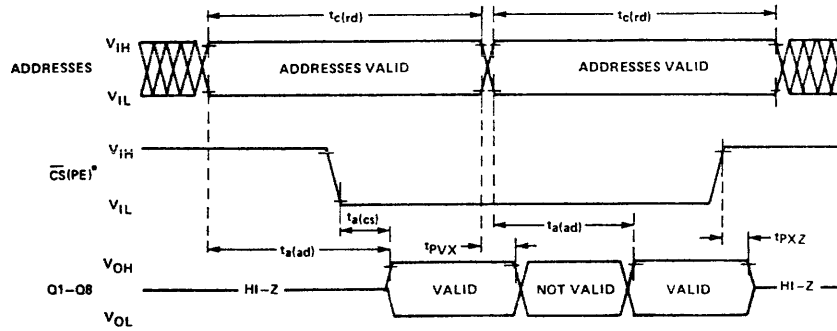 tc(rd) tc(rd)
VIH
ADDRESSES ADDRESSES VALID ADDRESSES VALID
VIL
VIH
CS(PE)*
VIL
ta(cs) ta(ad)
ta(ad) tPVX tPXZ
VOH
Q1-Q8 HI-Z VALID NOT VALID VALID HI-Z
VOL